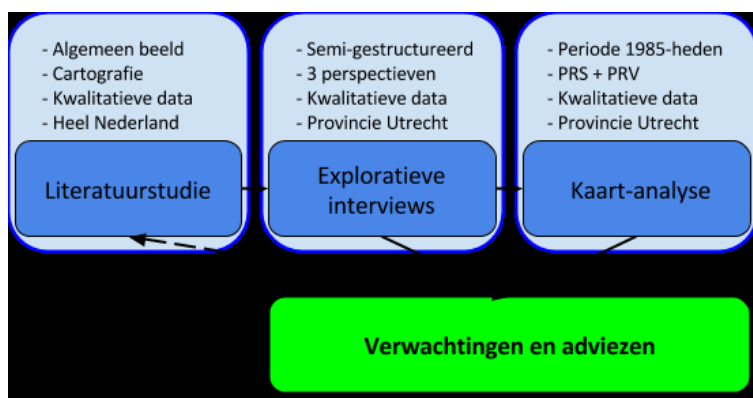 - Algemeen beeld
- Cartografie
- Kwalitatieve data
- Heel Nederland
Literatuurstudie
- Semi-gestructureerd
- 3 perspectieven
- Kwalitatieve data
- Provincie Utrecht
Exploratieve
interviews
- Periode 1985-heden
- PRS + PRV
- Kwalitatieve data
- Provincie Utrecht
Kaart-analyse
Verwachtingen en adviezen